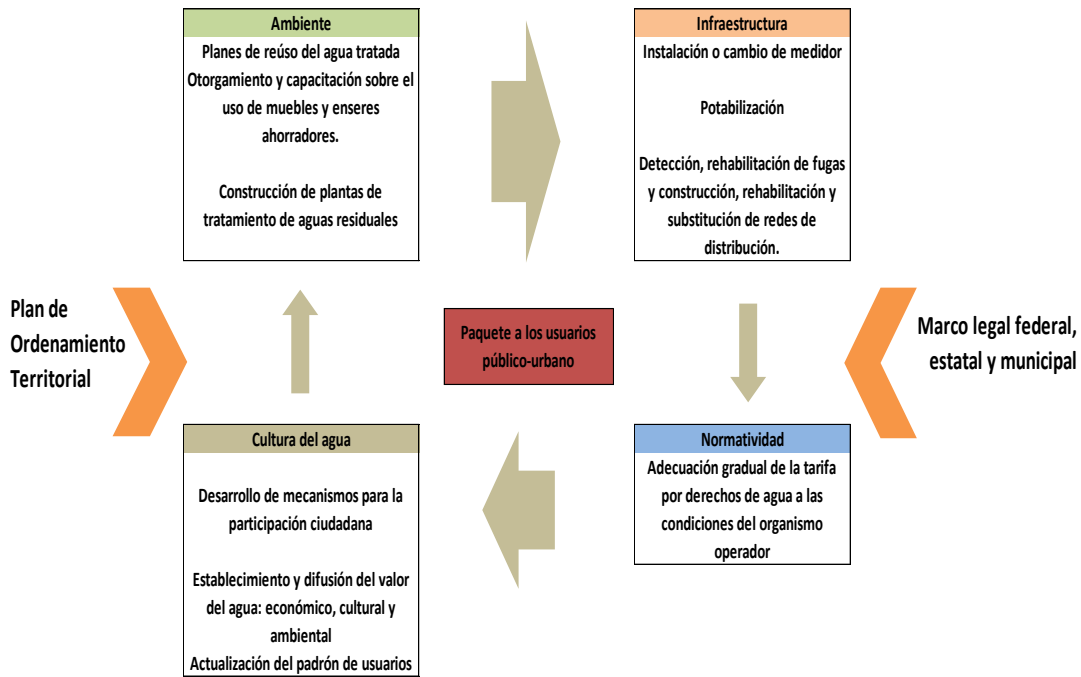 Ambiente
Planes de reúso del agua tratada
Otorgamiento y capacitación sobre el
uso de muebles y enseres
ahorradores.
Construcción de plantas de
tratamiento de aguas residuales
Infraestructura
Instalación o cambio de medidor
Potabilización
Detección, rehabilitación de fugas
y construcción, rehabilitación y
substitución de redes de
distribución.
Plan de
Ordenamiento
Territorial
Paquete a los usuarios
público-urbano
Marco legal federal,
estatal y municipal
Cultura del agua
Desarrollo de mecanismos para la
participación ciudadana
Establecimiento y difusión del valor
del agua: económico, cultural y
ambiental
Actualización del padrón de usuarios
Normatividad
Adecuación gradual de la tarifa
por derechos de agua a las
condiciones del organismo
operador